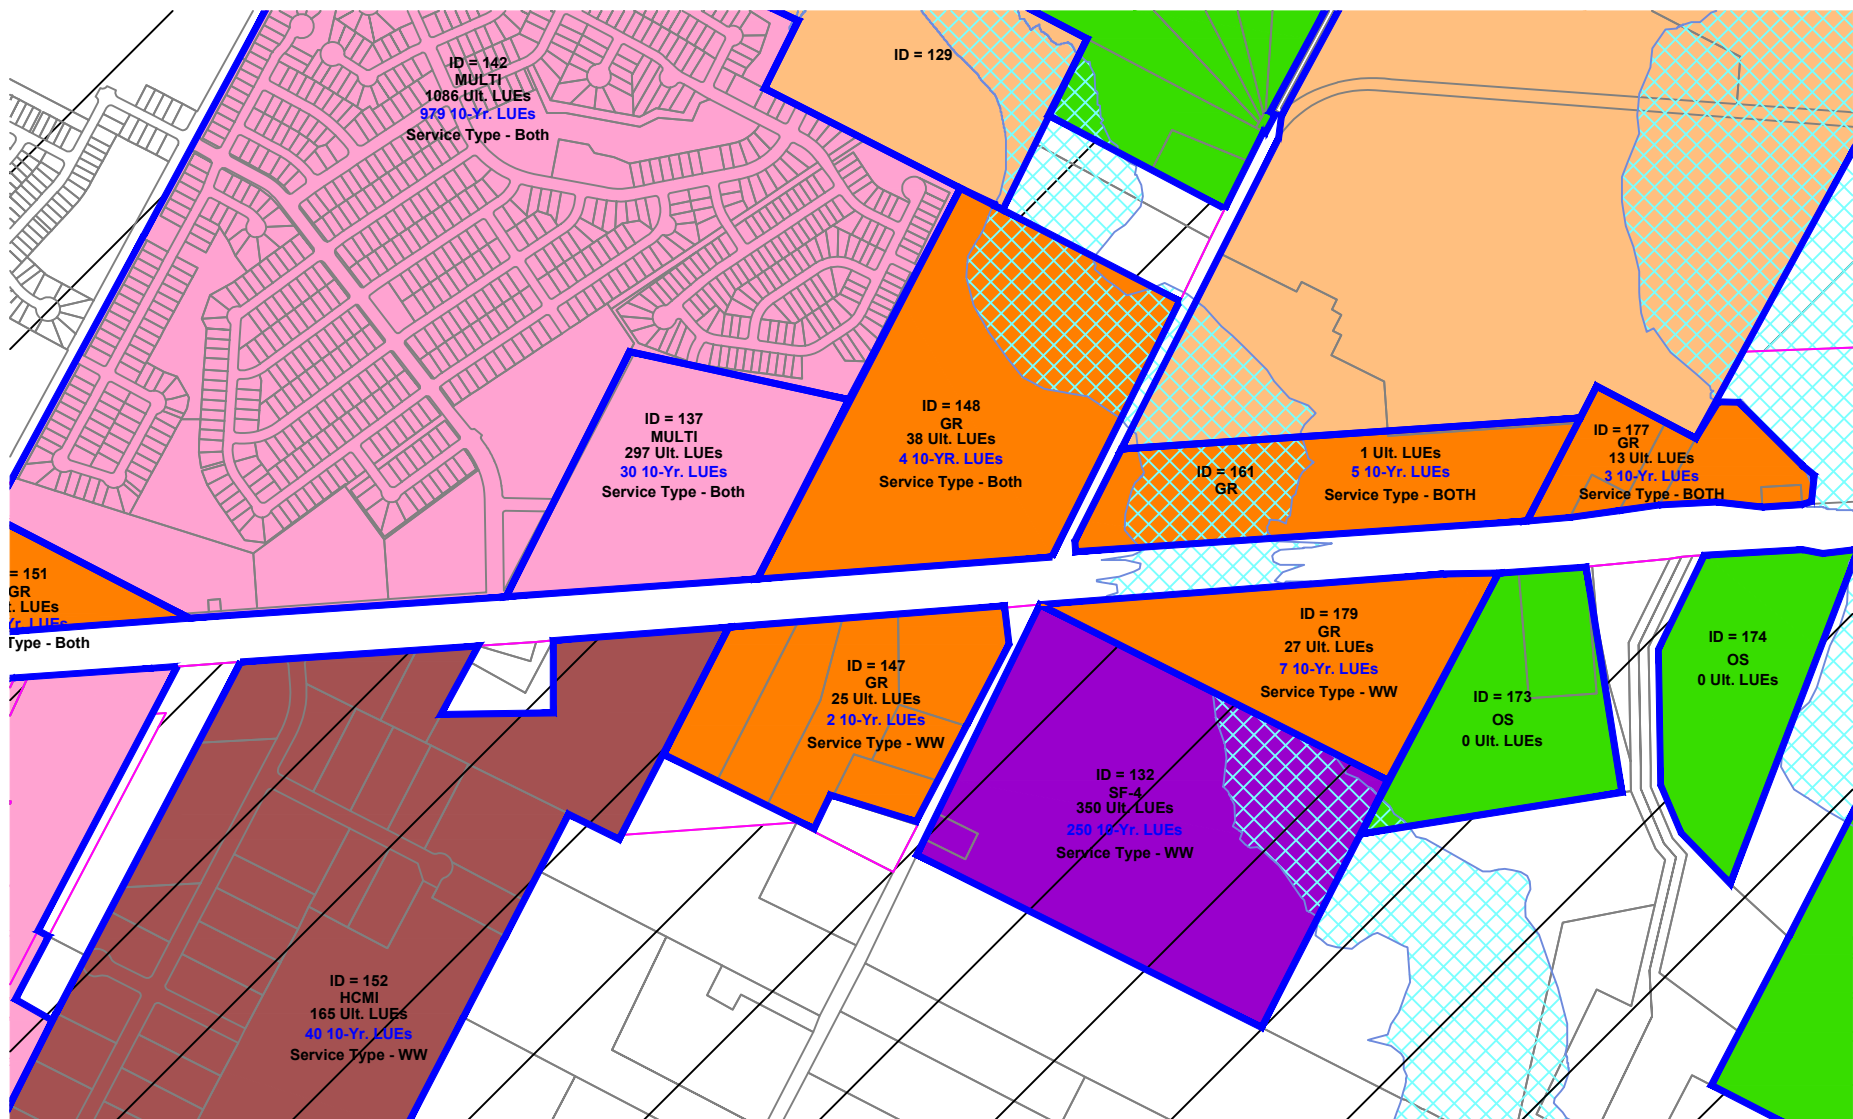 ID = 142
MULTI
1086 Ult. LUEs
979 10-Yr. LUEs
Service Type - Both
ID = 129
ID = 137
MULTI
297 Ult. LUEs
30 10-Yr. LUEs
Service Type - Both
ID = 148
GR
38 Ult. LUEs
4 10-YR. LUEs
Service Type - Both
ID = 161
GR
1 Ult. LUEs
5 10-Yr. LUEs
Service Type - BOTH
ID = 177
GR
13 Ult. LUEs
3 10-Yr. LUEs
Service Type - BOTH
= 151
GR
t. LUEs
Yr. LUEs
Type - Both
ID = 147
GR
25 Ult. LUEs
2 10-Yr. LUEs
Service Type - WW
ID = 179
GR
27 Ult. LUEs
7 10-Yr. LUEs
Service Type - WW
ID = 174
OS
0 Ult. LUEs
ID = 173
OS
0 Ult. LUEs
ID = 132
SF-4
350 Ult. LUEs
250 10-Yr. LUEs
Service Type - WW
ID = 152
HCMI
165 Ult. LUEs
40 10-Yr. LUEs
Service Type - WW